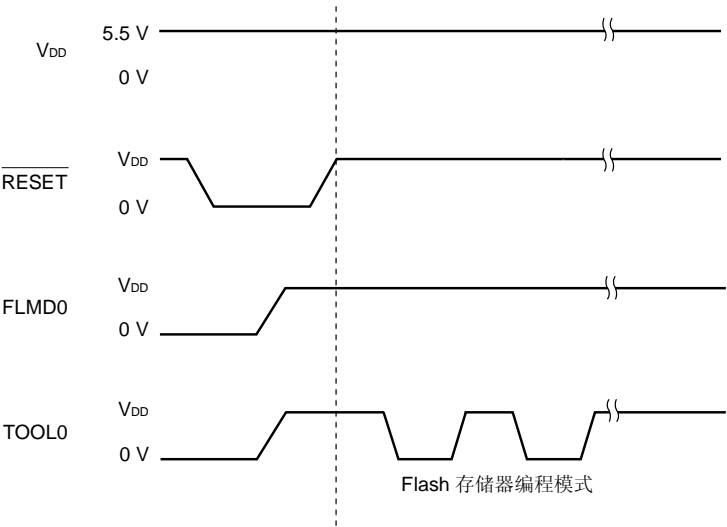 5.5 V
VDD
0 V
VDD
RESET
0 V
VDD
FLMD0
0 V
VDD
TOOL0
0 V
Flash 存储器编程模式